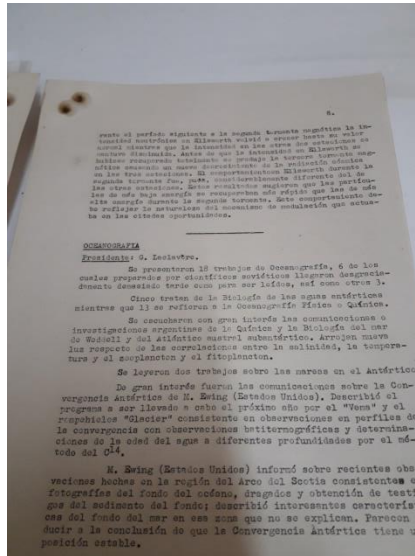 6.
rante el período siguiente a la segunda tormenta magnética la in-
tensidad neutrónica en Ellsworth volvió a crecer hasta su valor
normal mientras que la intensidad en las otras dos estaciones se
mantuvo disminuida. Antes de que la intensidad en Ellsworth se
hubiese recuperado totalmente se produjo la tercera tormenta mag-
nética causando un nuevo decrecimiento de la radiación cósmica
en las tres estaciones. El comportamiento en Ellsworth durante la
segunda tormenta fue, pues, considerablemente diferente del de
las otras estaciones. Estos resultados sugieren que las partícu-
las de más baja energía se recuperaban más rápido que las de más
alta energía durante la segunda tormenta. Este comportamiento de-
be reflejar la naturaleza del mecanismo de modulación que actua-
ba en las citadas oportunidades.
OCEANOGRAFIA
Presidente: G. Leclavère.
Se presentaron 18 trabajos de Oceanografía, 6 de los
cuales preparados por científicos soviéticos llegaron desgracia-
damente demasiado tarde como para ser leídos, así como otros 3.
Cinco tratan de la Biología de las aguas antárticas
mientras que 13 se refieren a la Oceanografía Física o Química.
Se escucharon con gran interés las comunicaciones a
investigaciones argentinas de la Química y la Biología del mar
de Weddell y del Atlántico austral subantártico. Arrojan nueva
luz respecto de las correlaciones entre la salinidad, la tempera-
tura y el zooplancton y el fitoplancton.
Se leyeron dos trabajos sobre las mareas en el Antártico
De gran interés fueron las comunicaciones sobre la Con-
vergencia Antártica de M. Ewing (Estados Unidos). Describió el
programa a ser llevado a cabo el próximo año por el "Vema" y el
rompehielos "Glacier" consistente en observaciones en perfiles de
la convergencia con observaciones batitermográficas y determina-
ciones de la edad del agua a diferentes profundidades por el mé-
todo del C14.
M. Ewing (Estados Unidos) informó sobre recientes obs
vaciones hechas en la región del Arco del Scotia consistentes e
fotografías del fondo del océano, dragados y obtención de testi
gos del sedimento del fondo; describió interesantes caracterís
cas del fondo del mar en esa zona que no se explican. Parecen
ducir a la conclusión de que la Convergencia Antártica tiene u
posición estable.